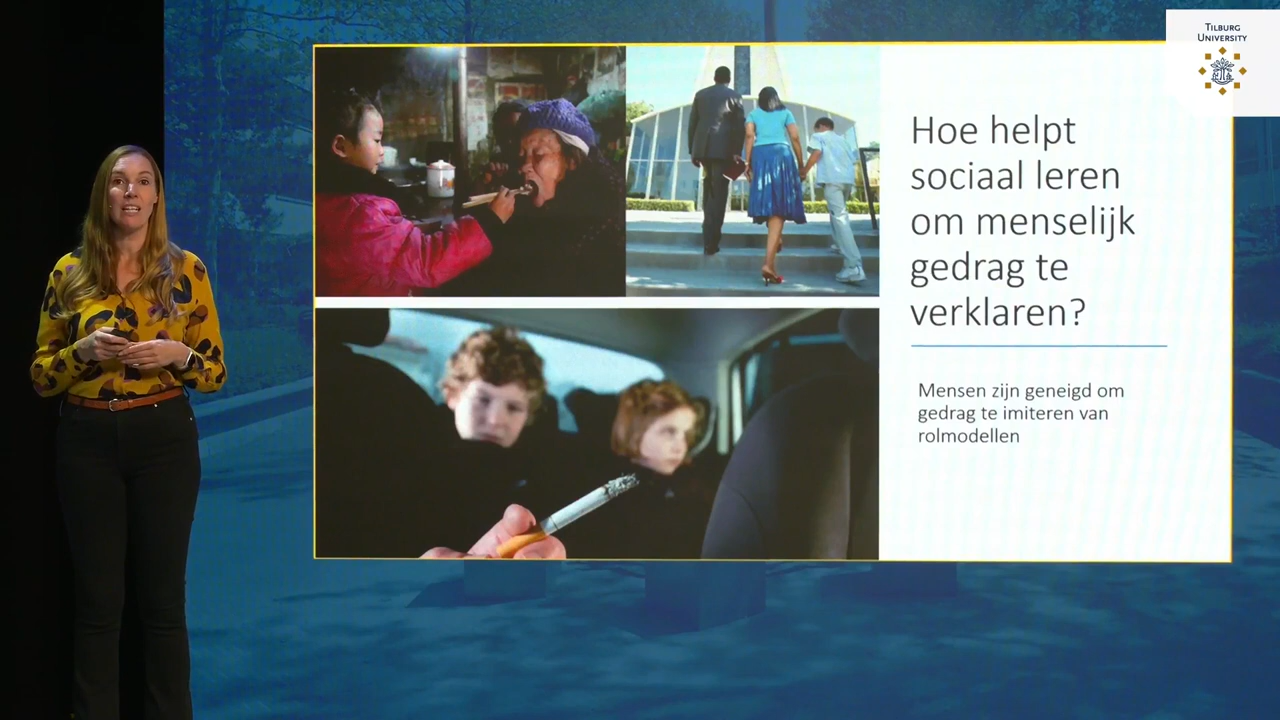 TILBURG
UNIVERSITY
Hoe helpt
sociaal leren
om menselijk
gedrag te
verklaren?
Mensen zijn geneigd om
gedrag te imiteren van
rolmodellen